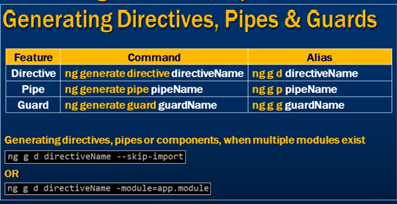 Generating Directives, Pipes & Guards
Feature Command Alias
Directive ng generate directive directiveName ng g d directiveName
Pipe ng generate pipe pipeName ng g p pipeName
Guard ng generate guard guardName ng g g guardName
Generating directives, pipes or components, when multiple modules exist
ng g d directiveName --skip-import
OR
ng g d directiveName -module=app.module